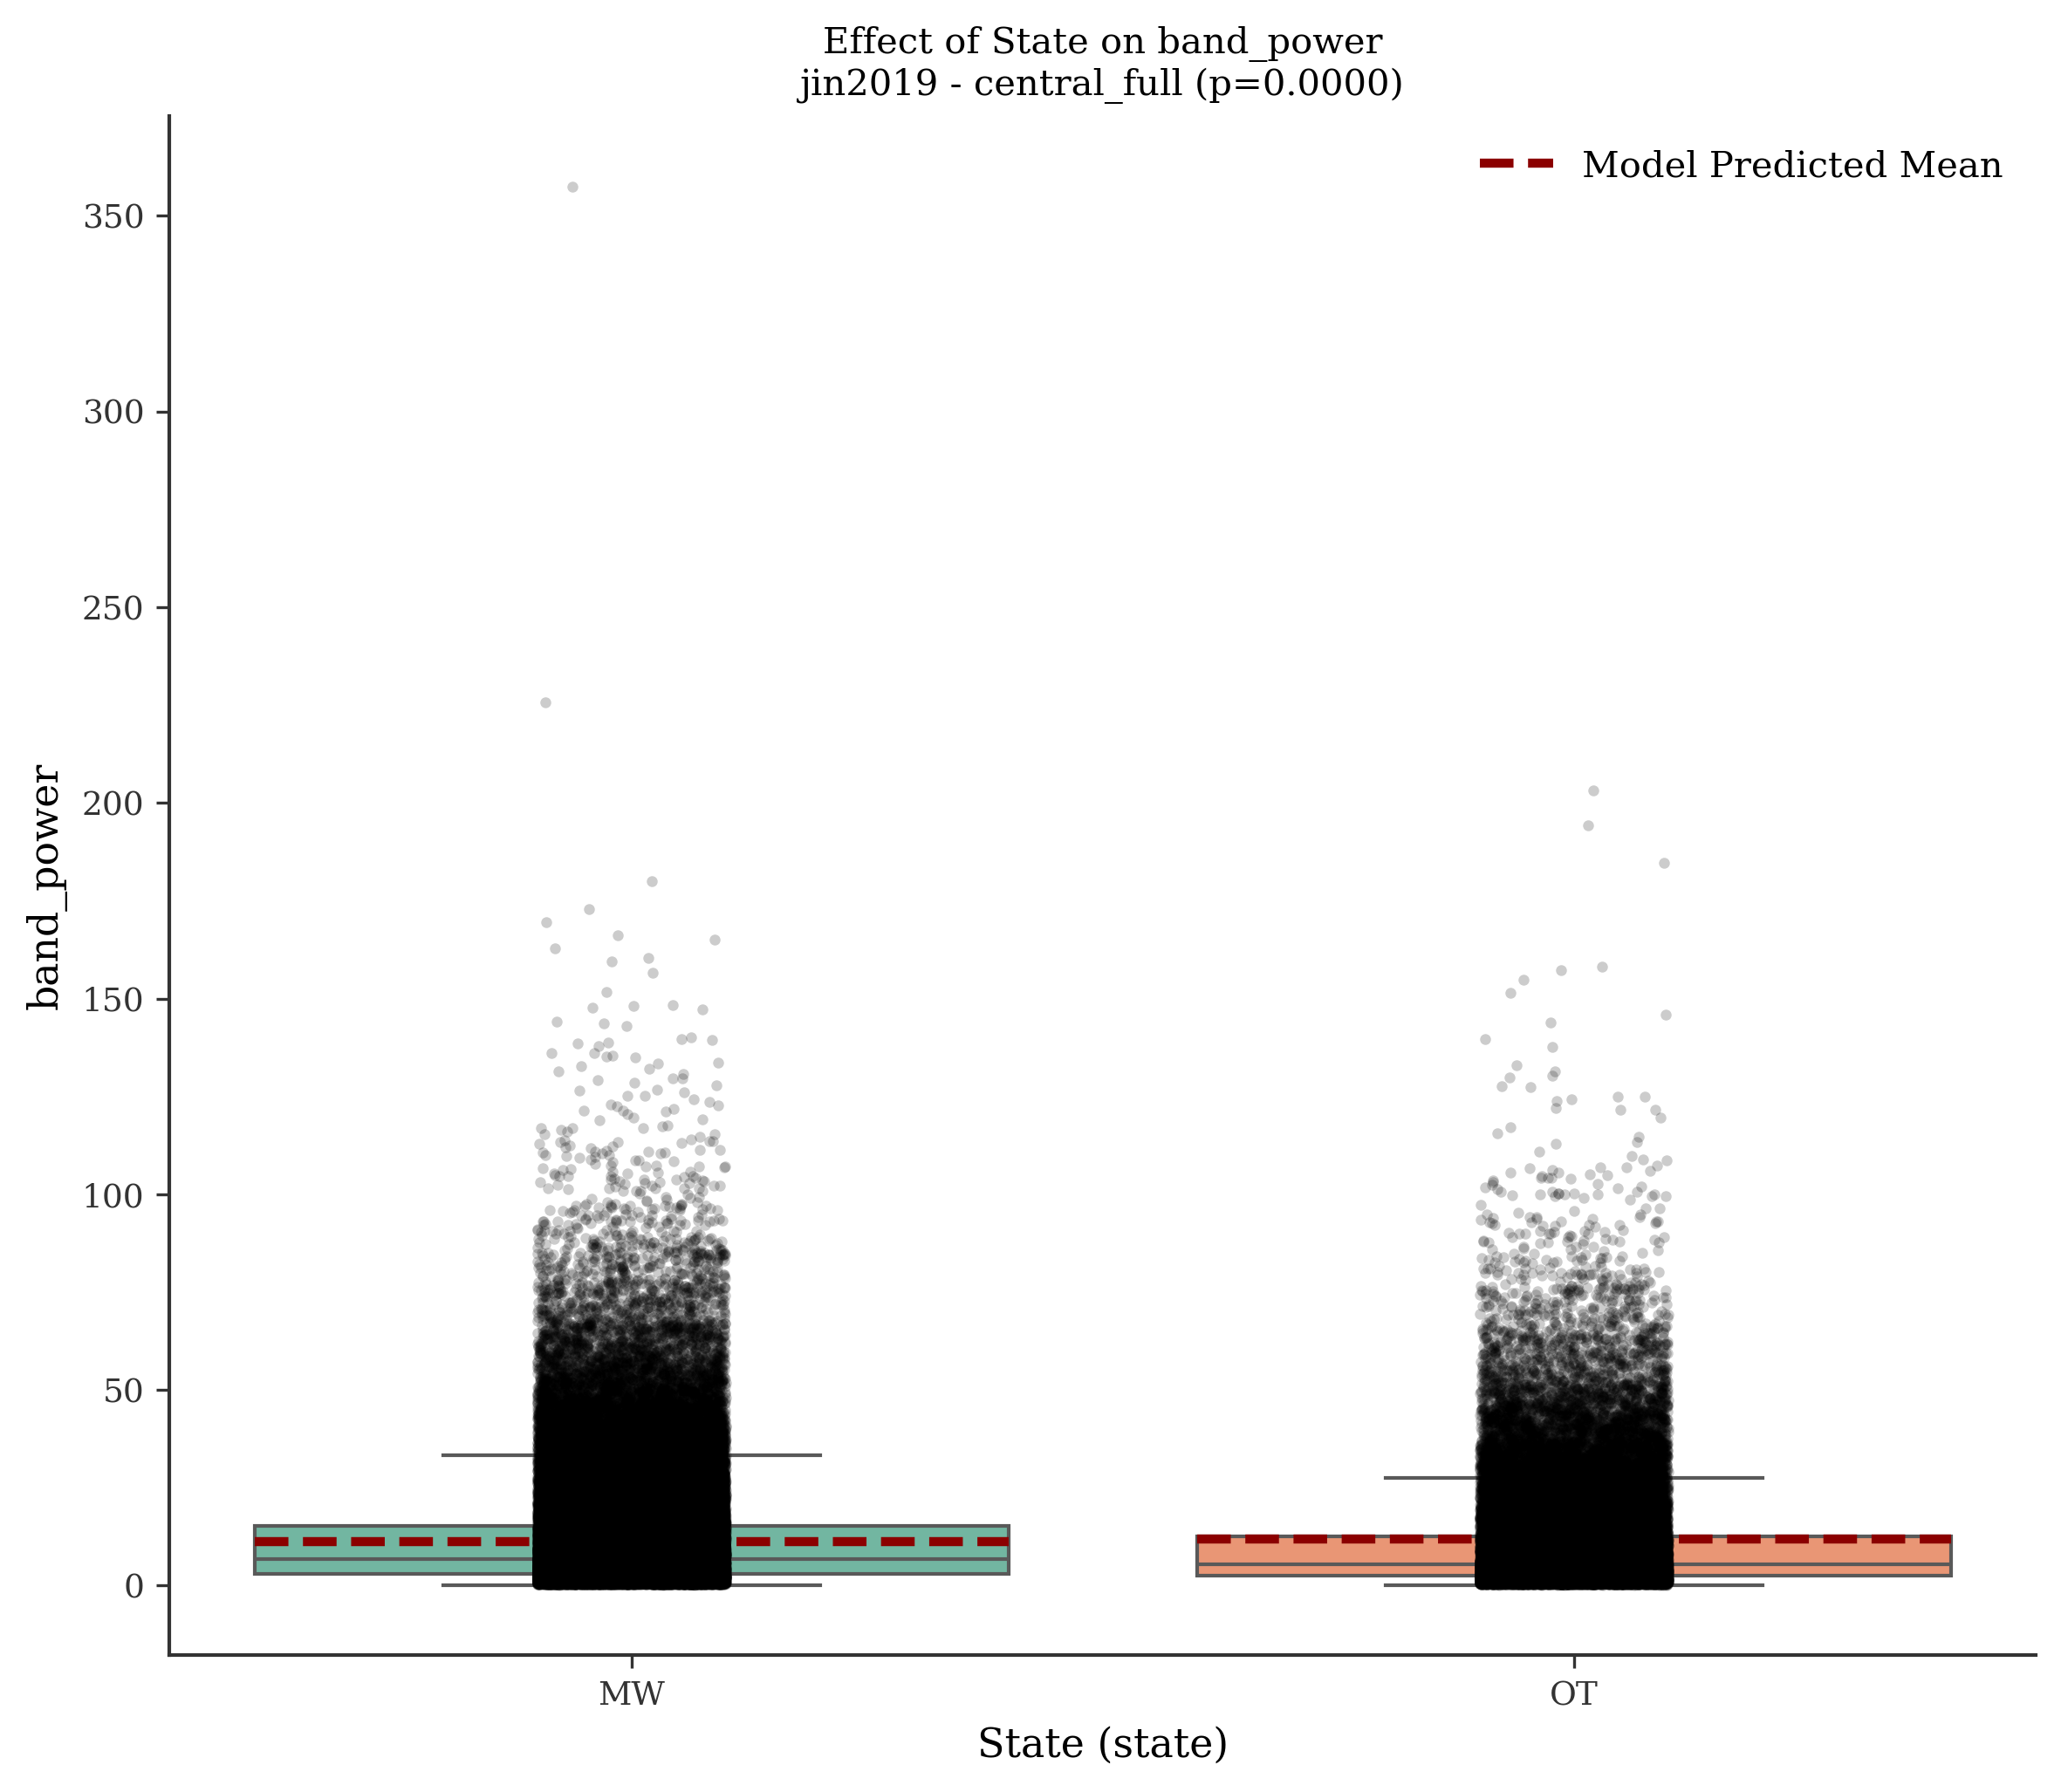 Effect of State on band_power
jin2019 - central_full (p=0.0000)
Model Predicted Mean
350
300
250
200
150
100
50
0
band_power
MW
OT
State (state)